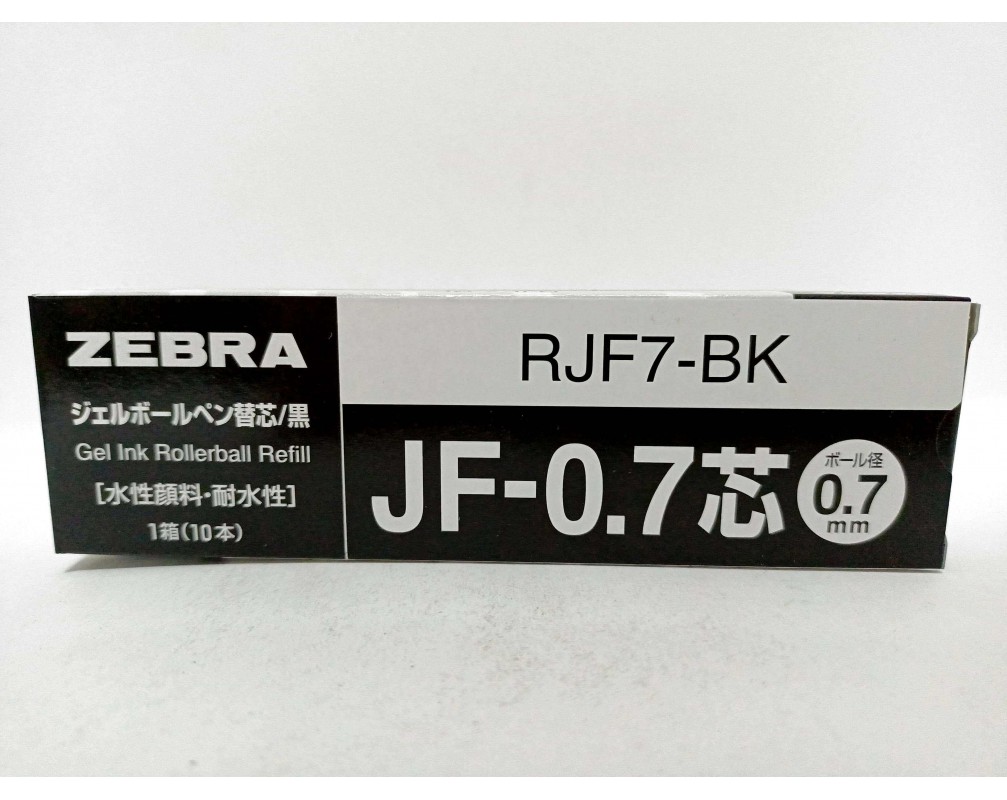 ZEBRA
ジェルボールペン替芯/黒
Gel Ink Rollerball Refill
[水性顔料・耐水性]
1箱(10本)
RJF7-BK
JF-0.7芯
ボール径
0.7
mm